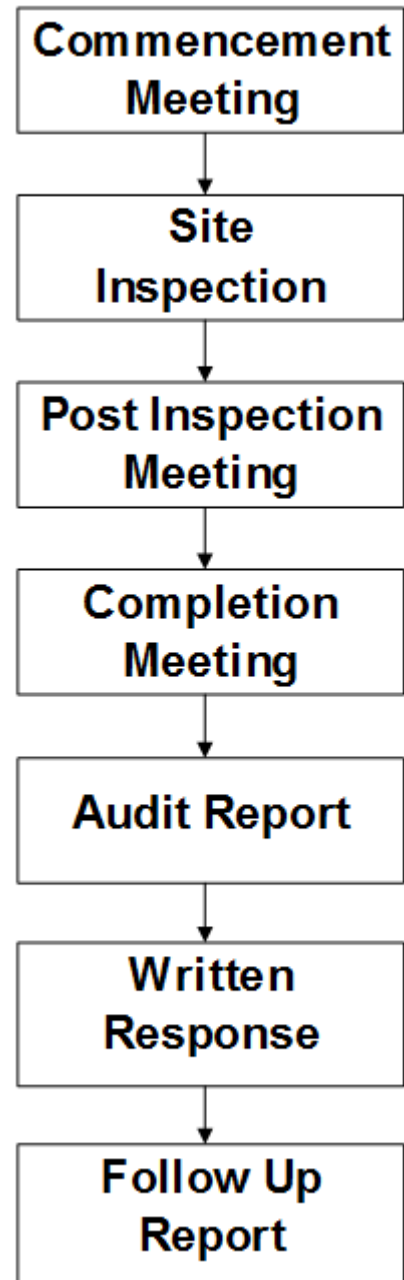 Commencement
Meeting
Site
Inspection
Post Inspection
Meeting
Completion
Meeting
Audit Report
Written
Response
Follow Up
Report